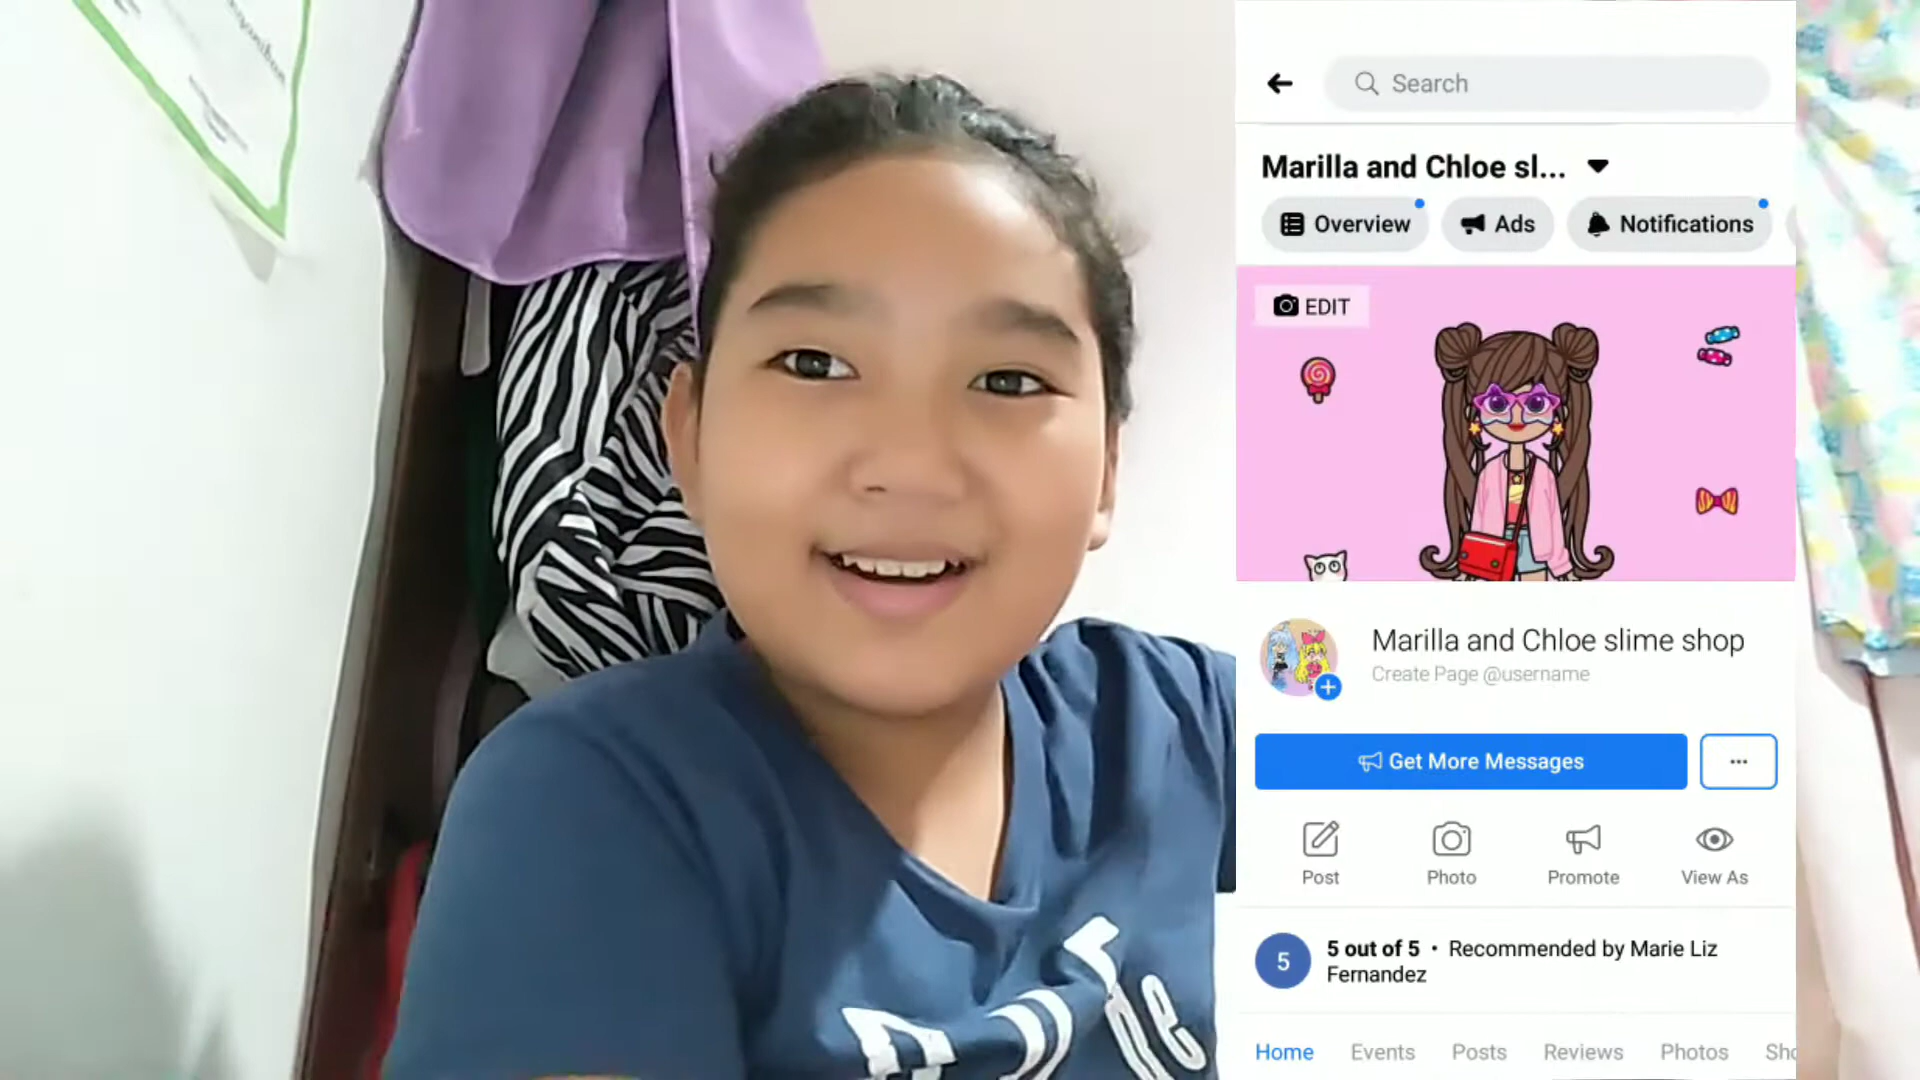 Search
Marilla and Chloe sl...
Overview
Ads
Notifications
EDIT
Marilla and Chloe slime shop
Create Page @username
Get More Messages
Post
Photo
Promote
View As
5
5 out of 5 • Recommended by Marie Liz
Fernandez
Home
Events
Posts
Reviews
Photos